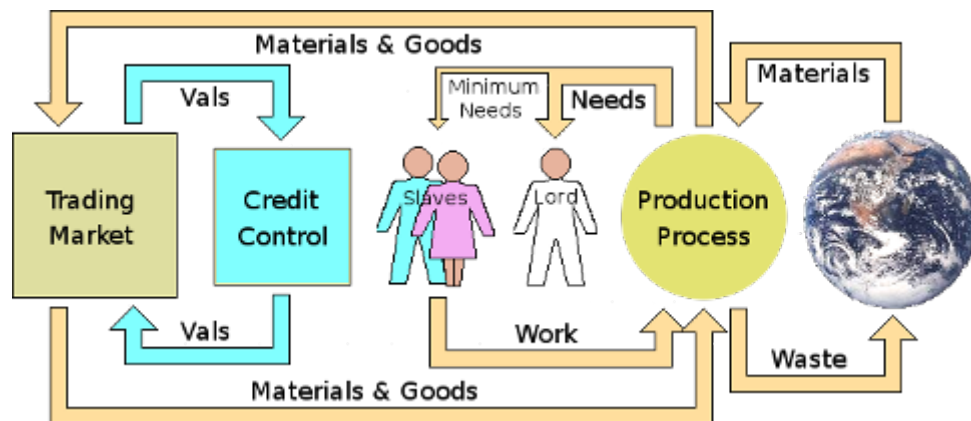 Materials & Goods
Materials
Vals
Minimum
Needs
Needs
Trading
Market
Credit
Control
Slaves
Lord
Production
Process
Vals
Work
Waste
Materials & Goods